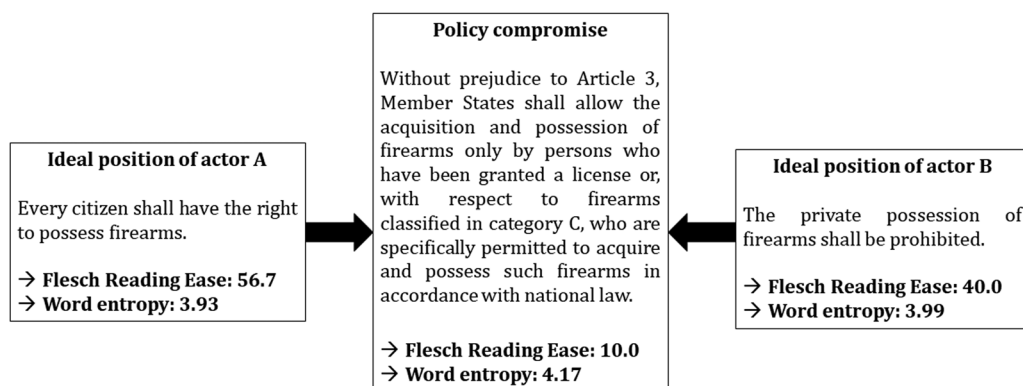 Ideal position of actor A
Every citizen shall have the right
to possess firearms.
→ Flesch Reading Ease: 56.7
→ Word entropy: 3.93
Policy compromise
Without prejudice to Article 3,
Member States shall allow the
acquisition and possession of
firearms only by persons who
have been granted a license or,
with respect to firearms
classified in category C, who are
specifically permitted to acquire
and possess such firearms in
accordance with national law.
→ Flesch Reading Ease: 10.0
→ Word entropy: 4.17
Ideal position of actor B
The private possession of
firearms shall be prohibited.
→ Flesch Reading Ease: 40.0
→ Word entropy: 3.99